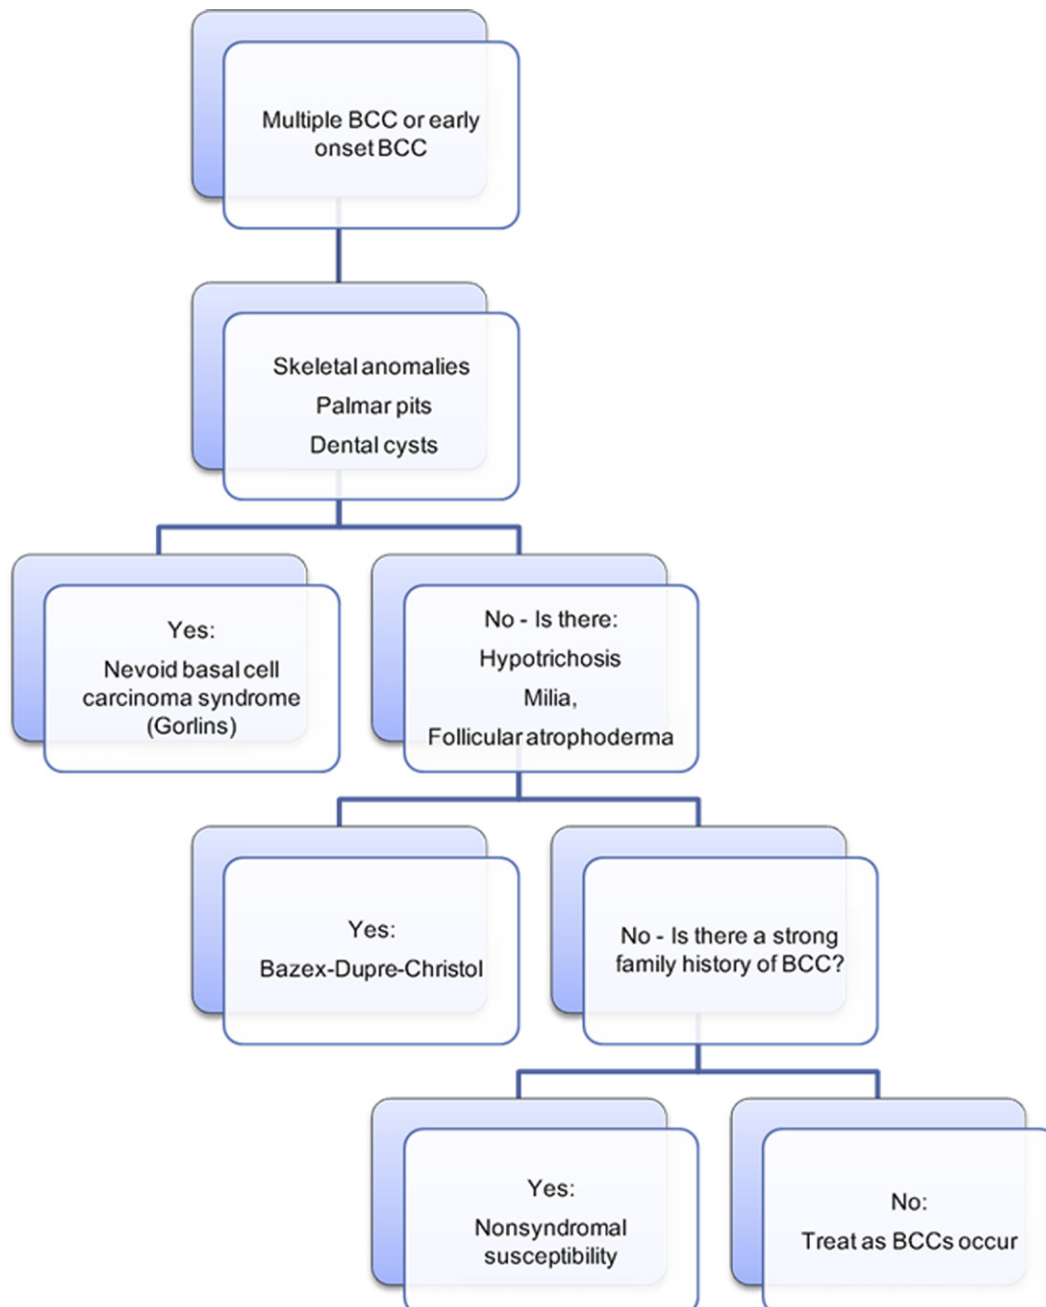 Multiple BCC or early
onset BCC
Skeletal anomalies
Palmar pits
Dental cysts
Yes:
Nevoid basal cell
carcinoma syndrome
(Gorlins)
No - Is there:
Hypotrichosis
Milia,
Follicular atrophoderma
Yes:
Bazex-Dupre-Christol
No - Is there a strong
family history of BCC?
Yes:
Nonsyndromal
susceptibility
No:
Treat as BCCs occur